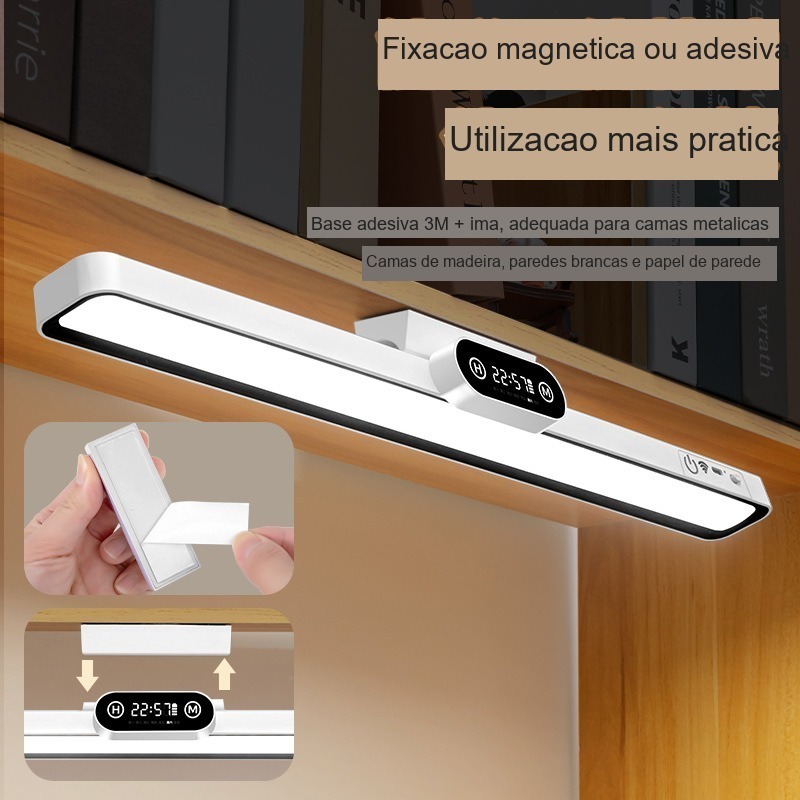 Fixacao magnetica ou adesiva
Utilizacao mais pratica
Base adesiva 3M + ima, adequada para camas metalicas
Camas de madeira, paredes brancas e papel de parede
H 22:57 M
wrath
H 22:57 M